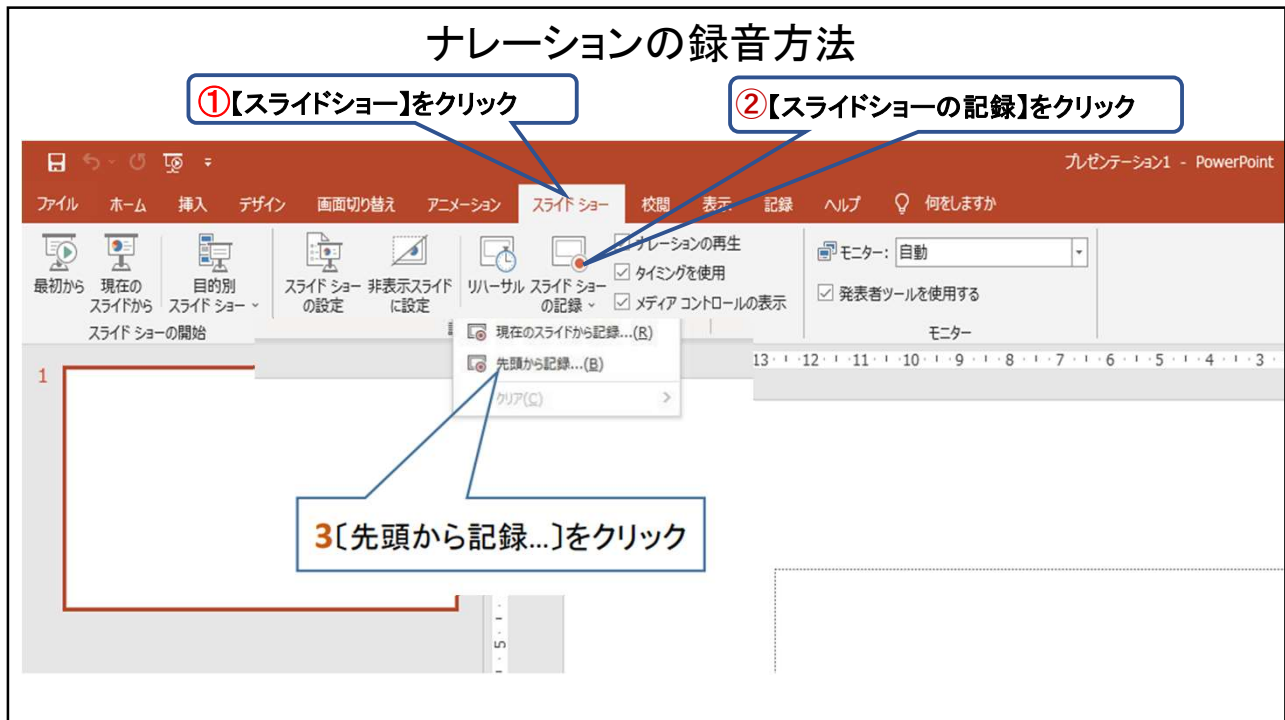 ナレーションの録音方法
①【スライドショー】をクリック
②【スライドショーの記録】をクリック
プレゼンテーション1 - PowerPoint
ファイル ホーム 挿入 デザイン 画面切り替え アニメーション スライド ショー 校閲 表示 記録 ヘルプ 何をしますか
最初から 現在の スライドから 目的別 スライド ショー
スライド ショーの開始
スライド ショー の設定 非表示スライド に設定 リハーサル スライド ショー の記録
ナレーションの再生
タイミングを使用
メディア コントロールの表示
モニター: 自動
発表者ツールを使用する
モニター
現在のスライドから記録...(R)
先頭から記録...(B)
クリア(C)
13 12 11 10 9 8 7 6 5 4 3
1
3〔先頭から記録...〕をクリック
5